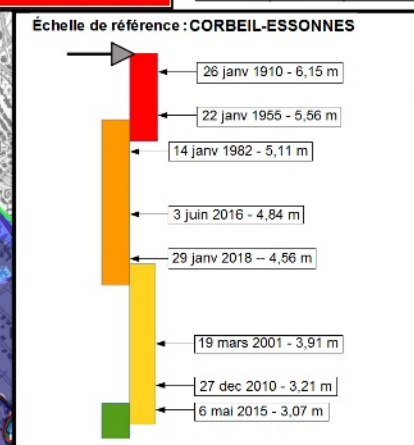 Échelle de référence : CORBEIL-ESSONNES
26 janv 1910 - 6,15 m
22 janv 1955 - 5,56 m
14 janv 1982 - 5,11 m
3 juin 2016 - 4,84 m
29 janv 2018 -- 4,56 m
19 mars 2001 - 3,91 m
27 dec 2010 - 3,21 m
6 mai 2015 - 3,07 m